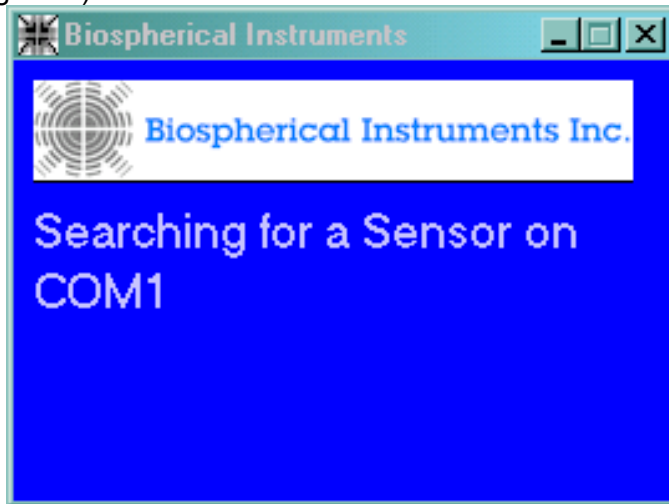 Biospherical Instruments
Biospherical Instruments Inc.
Searching for a Sensor on
COM1